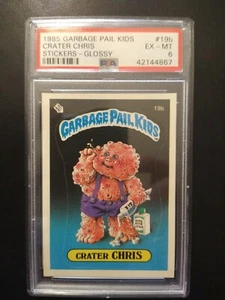 1985 GARBAGE PAIL KIDS #19b
CRATER CHRIS EX - MT
STICKERS - GLOSSY 6
PSA 42144867
19b
GARBAGE PAIL KIDS
CRATER CHRIS